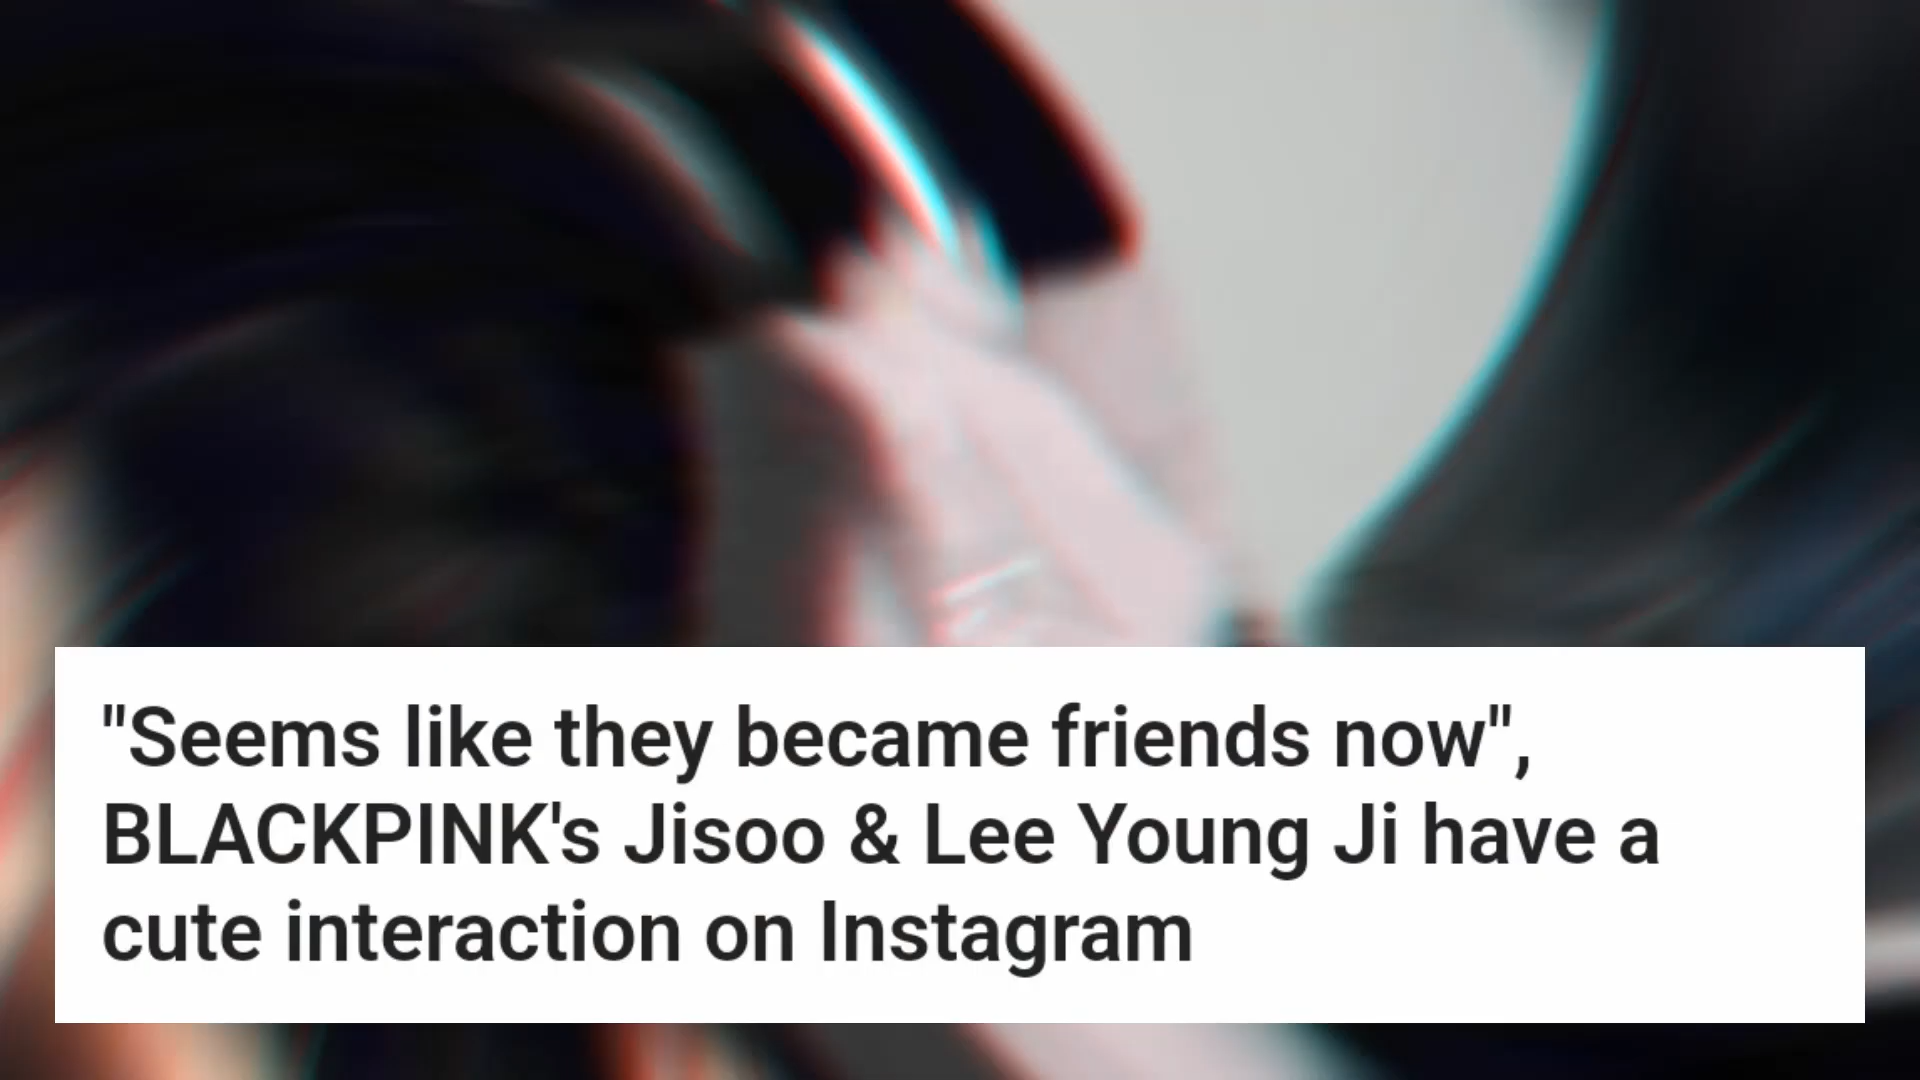 "Seems like they became friends now",
BLACKPINK's Jisoo & Lee Young Ji have a
cute interaction on Instagram